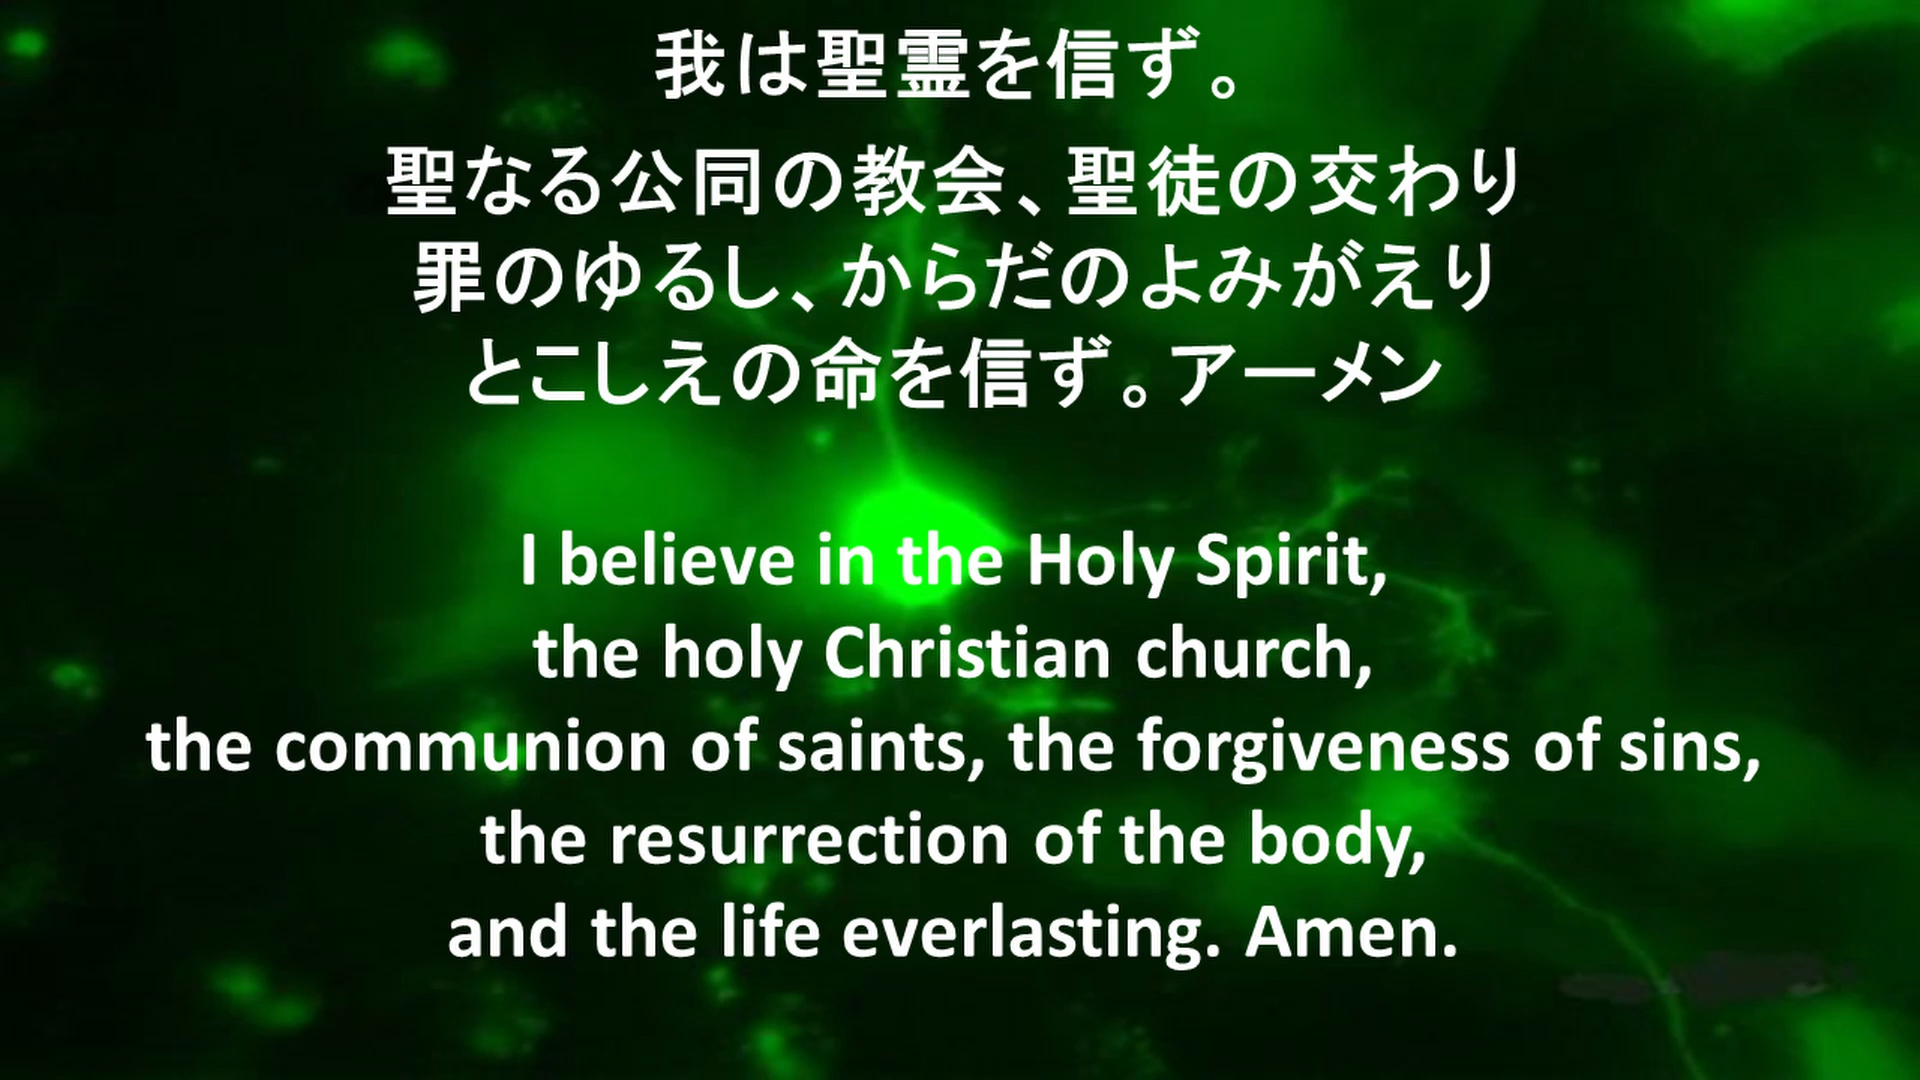 我は聖霊を信ず。
聖なる公同の教会、聖徒の交わり
罪のゆるし、からだのよみがえり
とこしえの命を信ず。アーメン
I believe in the Holy Spirit,
the holy Christian church,
the communion of saints, the forgiveness of sins,
the resurrection of the body,
and the life everlasting. Amen.